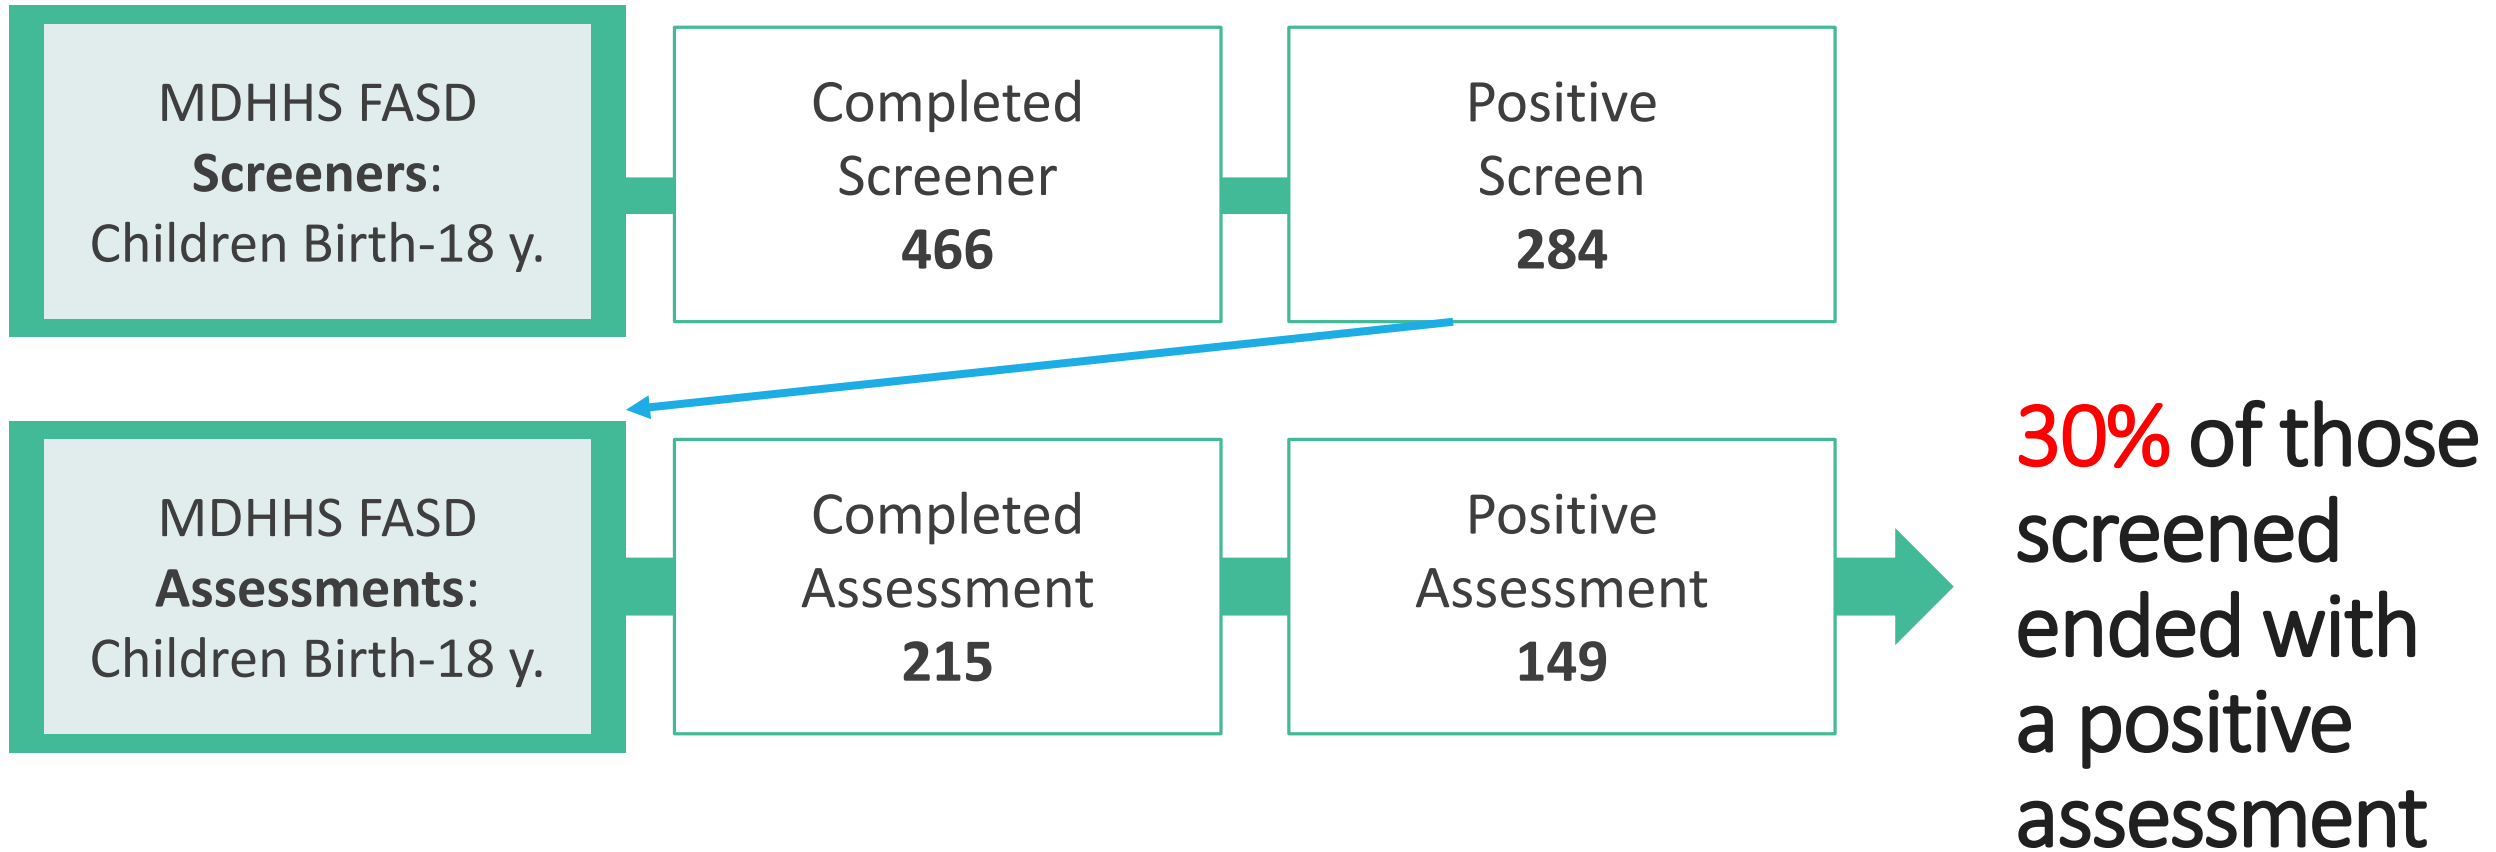 MDHHS FASD
Screeners:
Children Birth-18 y.
Completed
Screener
466
Positive
Screen
284
MDHHS FASD
Assessments:
Children Birth-18 y.
Completed
Assessment
215
Positive
Assessment
149
30% of those
screened
ended with
a positive
assessment